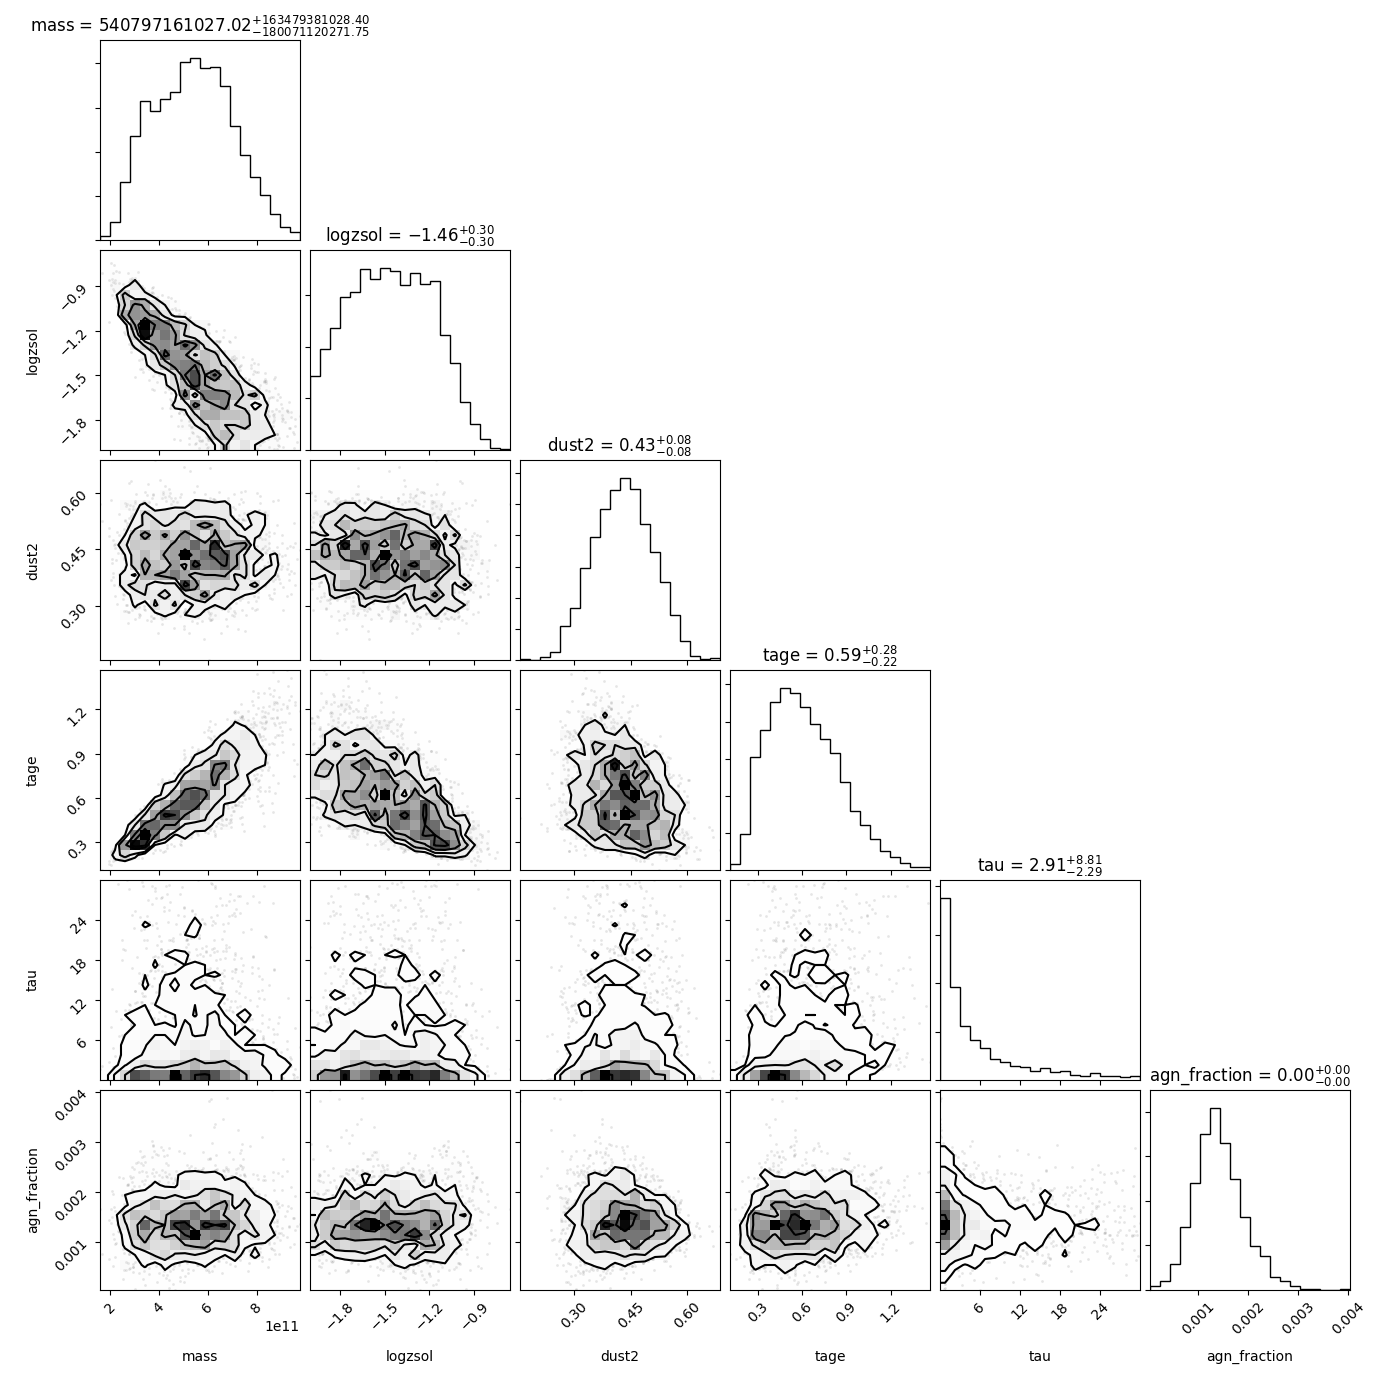 mass = 540797161027.02 +163479381028.40 −180071120271.75
logzsol = −1.46 +0.30 −0.30
−0.9
−1.2
−1.5
−1.8
logzsol
dust2 = 0.43 +0.08 −0.08
0.60
0.45
0.30
dust2
tage = 0.59 +0.28 −0.22
1.2
0.9
0.6
0.3
tage
tau = 2.91 +8.81 −2.29
24
18
12
6
tau
agn_fraction = 0.00 +0.00 −0.00
0.004
0.003
0.002
0.001
agn_fraction
2 4 6 8 −1.8 −1.5 −1.2 −0.9 0.30 0.45 0.60 0.3 0.6 0.9 1.2 6 12 18 24 0.001 0.002 0.003 0.004
1e11
mass logzsol dust2 tage tau agn_fraction